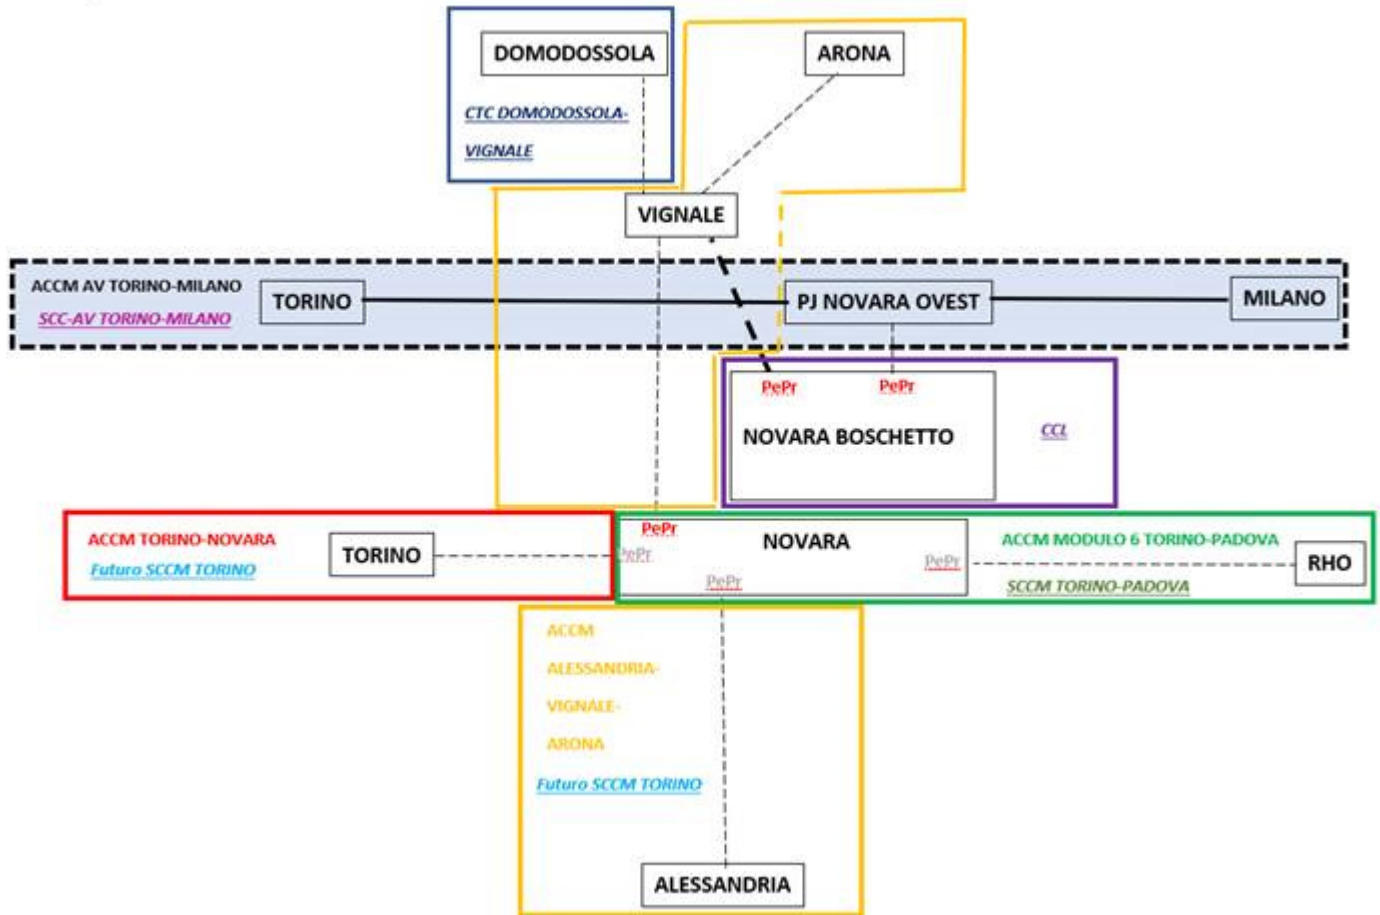 DOMODOSSOLA
ARONA
CTC DOMODOSSOLA-
VIGNALE
VIGNALE
ACCM AV TORINO-MILANO
SCC-AV TORINO-MILANO
TORINO
PJ NOVARA OVEST
MILANO
PePr
PePr
NOVARA BOSCHETTO
CCL
ACCM TORINO-NOVARA
Futuro SCCM TORINO
TORINO
PePr
PePr
NOVARA
PePr
PePr
ACCM MODULO 6 TORINO-PADOVA
SCCM TORINO-PADOVA
RHO
ACCM
ALESSANDRIA-
VIGNALE-
ARONA
Futuro SCCM TORINO
ALESSANDRIA